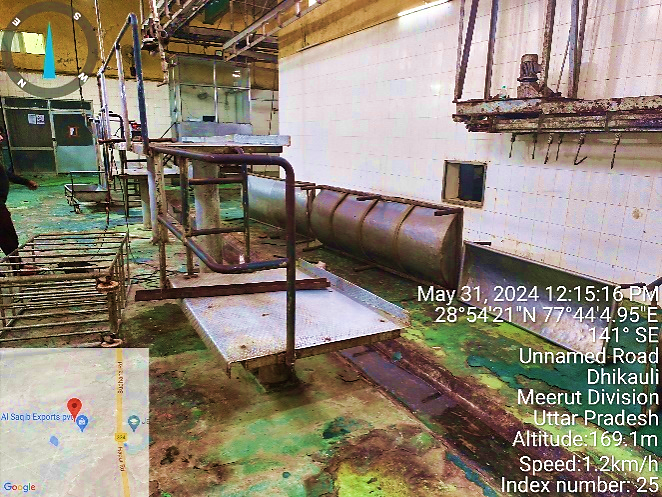 S
E
W
N
May 31, 2024 12:15:16 PM
28°54'21"N 77°44'4.95"E
141° SE
Unnamed Road
Dhikauli
Meerut Division
Uttar Pradesh
Altitude:169.1m
Speed:1.2km/h
Index number: 25
Al Saqib Exports pvt
334
Google